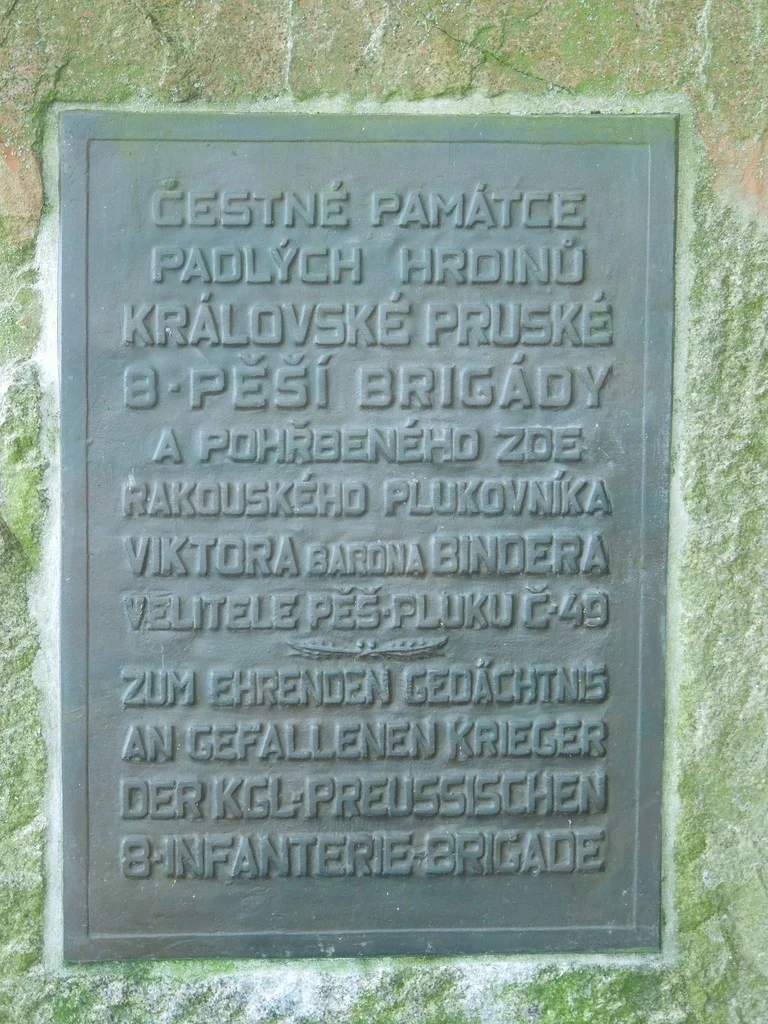 ČESTNÉ PAMÁTCE
PADLÝCH HRDINŮ
KRÁLOVSKÉ PRUSKÉ
8·PĚŠÍ BRIGÁDY
A POHŘBENÉHO ZDE
RAKOUSKÉHO PLUKOVNÍKA
VIKTORA BARONA BINDERA
VELITELE PĚŠ·PLUKU Č·49
ZUM EHRENDEN GEDÄCHTNIS
AN GEFALLENEN KRIEGER
DER KGL·PREUSSISCHEN
8·INFANTERIE-BRIGADE